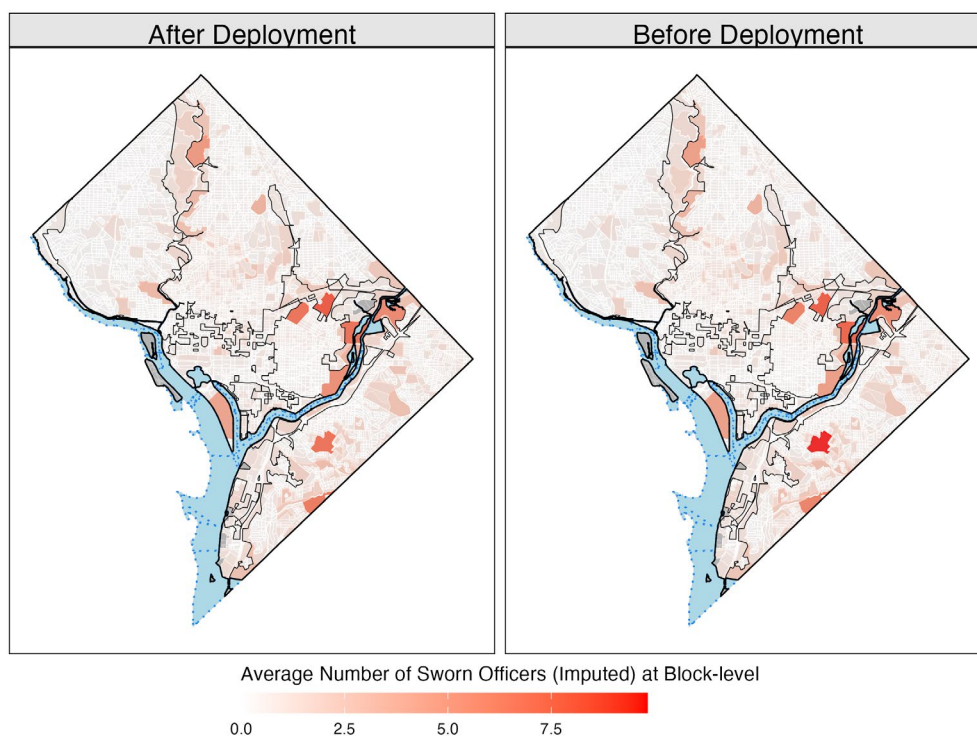 After Deployment
Before Deployment
Average Number of Sworn Officers (Imputed) at Block-level
0.0 2.5 5.0 7.5